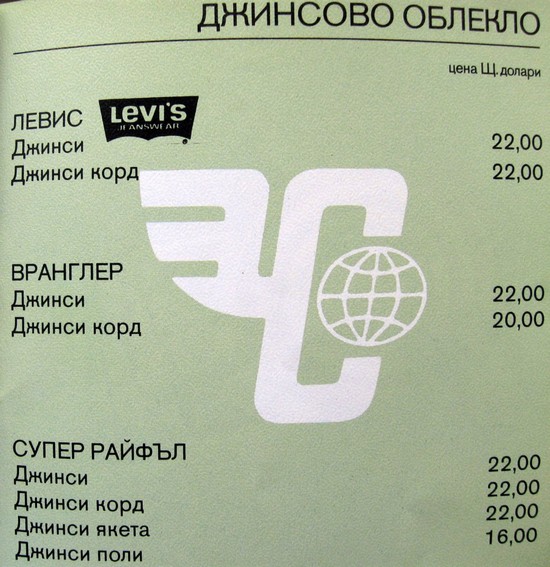 ДЖИНСОВО ОБЛЕКЛО
цена Щ. долари
ЛЕВИС LEVI'S JEANSWEAR ®
Джинси 22,00
Джинси корд 22,00
ВРАНГЛЕР
Джинси 22,00
Джинси корд 20,00
СУПЕР РАЙФЪЛ
Джинси 22,00
Джинси корд 22,00
Джинси якета 22,00
Джинси поли 16,00